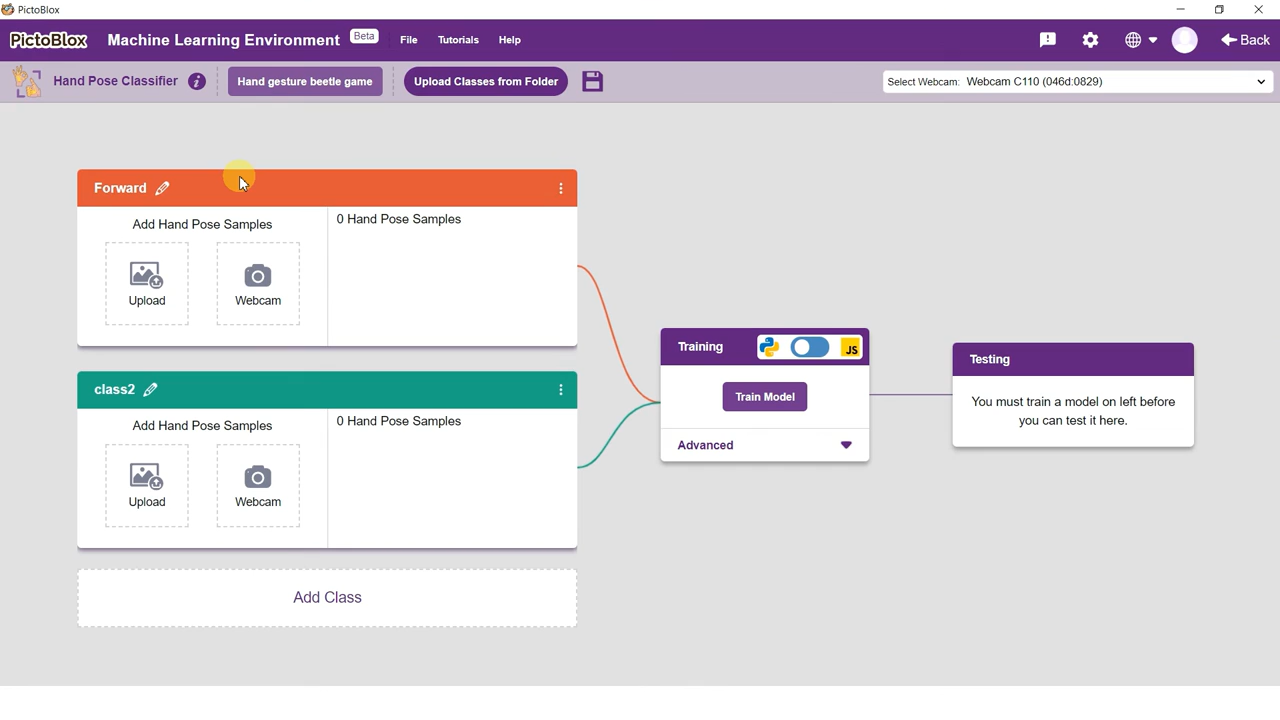 PictoBlox
PictoBlox Machine Learning Environment Beta File Tutorials Help Back
Hand Pose Classifier i Hand gesture beetle game Upload Classes from Folder Select Webcam: Webcam C110 (046d:0829)
Forward
Add Hand Pose Samples
0 Hand Pose Samples
Upload
Webcam
class2
Add Hand Pose Samples
0 Hand Pose Samples
Upload
Webcam
Add Class
Training
JS
Train Model
Advanced
Testing
You must train a model on left before
you can test it here.